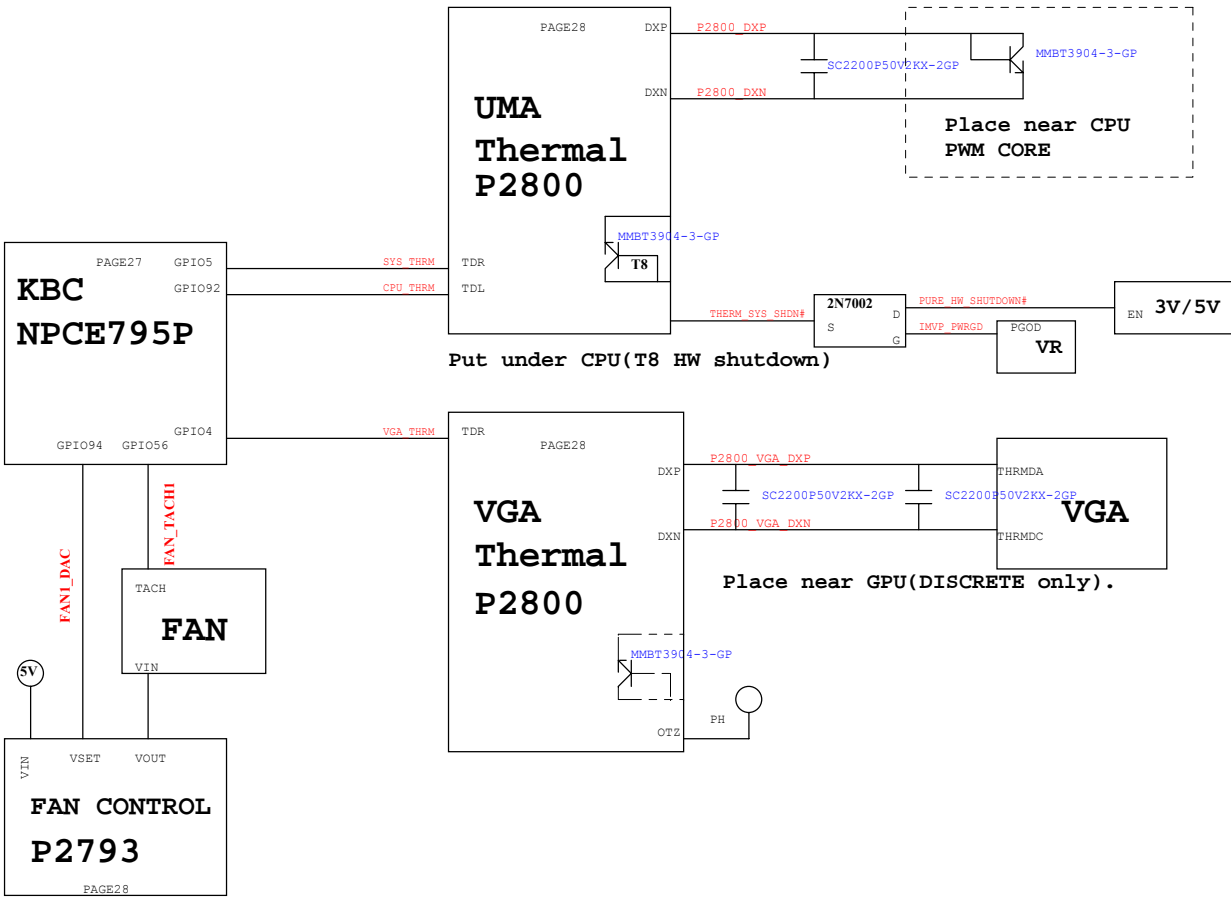 PAGE28
DXP
P2800_DXP
SC2200P50V2KX-2GP
MMBT3904-3-GP
DXN
P2800_DXN
UMA
Thermal
P2800
Place near CPU
PWM CORE
MMBT3904-3-GP
T8
PAGE27
GPIO5
SYS_THRM
TDR
KBC
GPIO92
CPU_THRM
TDL
NPCE795P
THERM_SYS_SHDN#
2N7002
S
D
G
PURE_HW_SHUTDOWN#
IMVP_PWRGD
PGOD
VR
EN
3V/5V
Put under CPU(T8 HW shutdown)
GPIO4
VGA_THRM
TDR
GPIO94
GPIO56
PAGE28
DXP
P2800_VGA_DXP
THRMDA
SC2200P50V2KX-2GP
SC2200P50V2KX-2GP
VGA
DXN
P2800_VGA_DXN
THRMDC
VGA
Thermal
P2800
Place near GPU(DISCRETE only).
FAN1_DAC
FAN_TACH1
TACH
FAN
VIN
MMBT3904-3-GP
OTZ
PH
5V
VIN
VSET
VOUT
FAN CONTROL
P2793
PAGE28